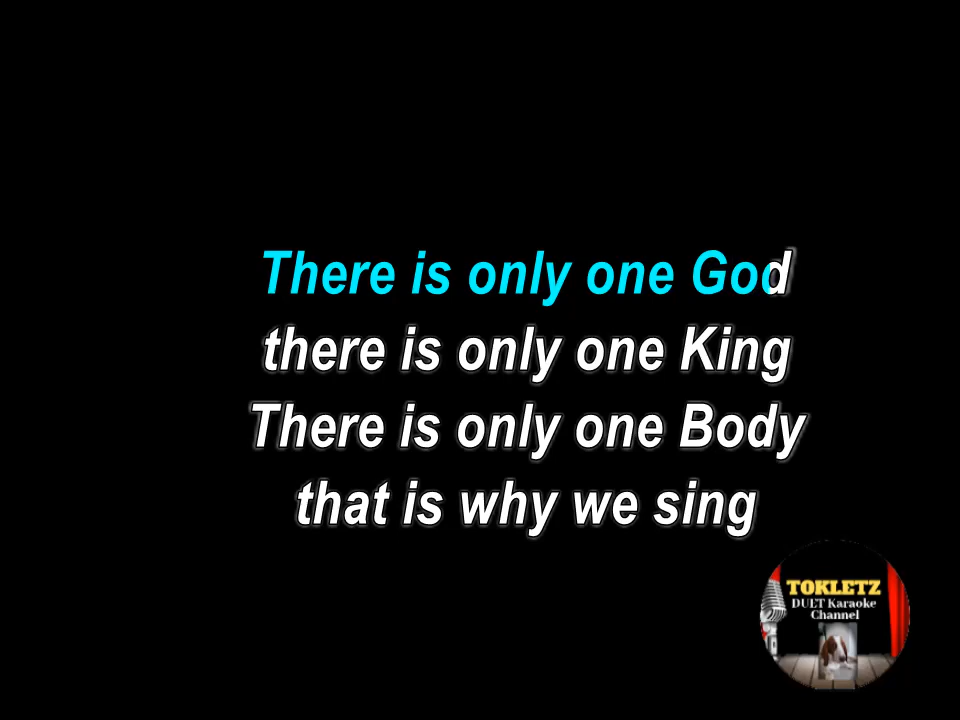 There is only one God
there is only one King
There is only one Body
that is why we sing
TOKLETZ
DULT Karaoke
Channel